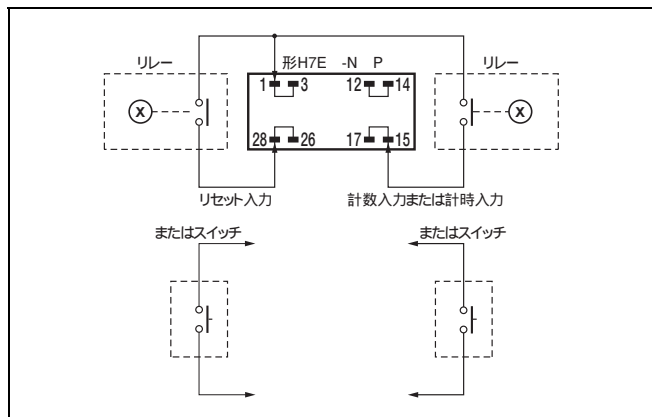 リレー
形H7E -N P
リレー
1 3 12 14
X
X
28 26 17 15
リセット入力
計数入力または計時入力
またはスイッチ
またはスイッチ